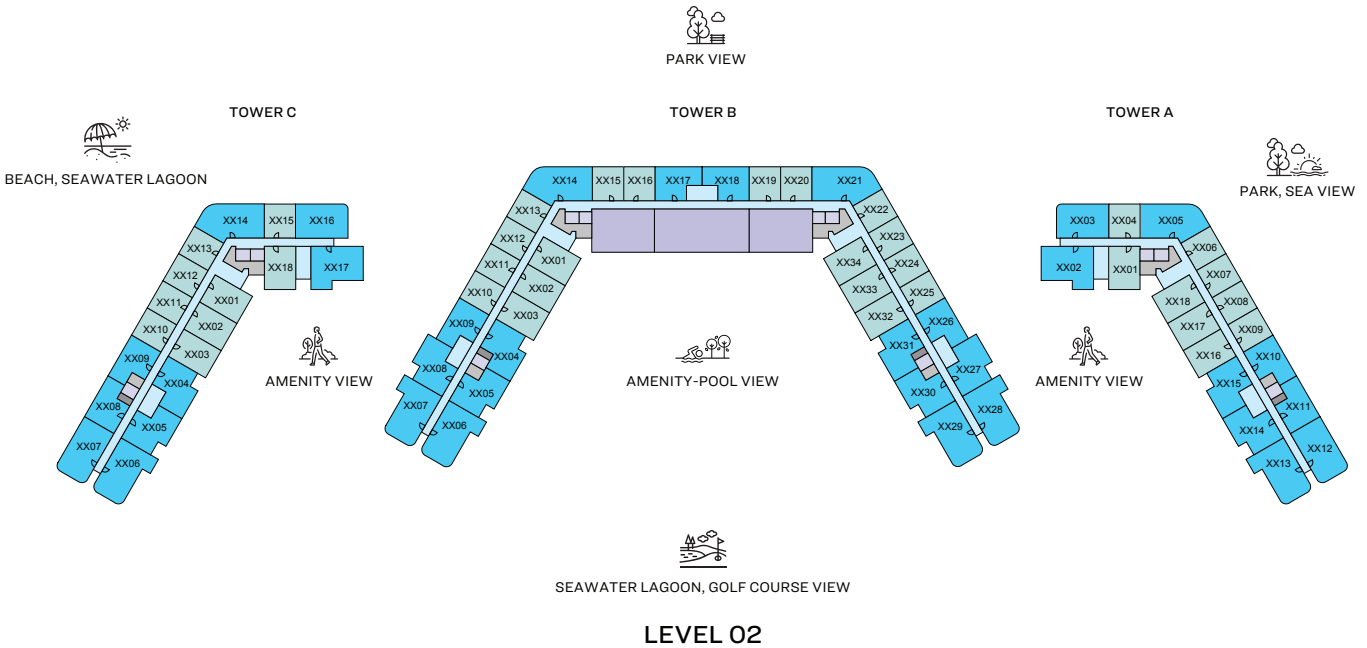 PARK VIEW
TOWER C
TOWER B
TOWER A
BEACH, SEAWATER LAGOON
PARK, SEA VIEW
XX14
XX15
XX16
XX13
XX12
XX11
XX10
XX09
XX08
XX07
XX18
XX17
XX01
XX02
XX03
XX04
XX05
XX06
XX14
XX15
XX16
XX17
XX18
XX19
XX20
XX21
XX13
XX12
XX11
XX10
XX09
XX08
XX07
XX01
XX02
XX03
XX04
XX05
XX06
XX22
XX23
XX24
XX25
XX26
XX27
XX28
XX34
XX33
XX32
XX31
XX30
XX29
XX03
XX04
XX05
XX02
XX01
XX06
XX07
XX08
XX09
XX10
XX11
XX12
XX18
XX17
XX16
XX15
XX14
XX13
AMENITY VIEW
AMENITY-POOL VIEW
AMENITY VIEW
SEAWATER LAGOON, GOLF COURSE VIEW
LEVEL 02